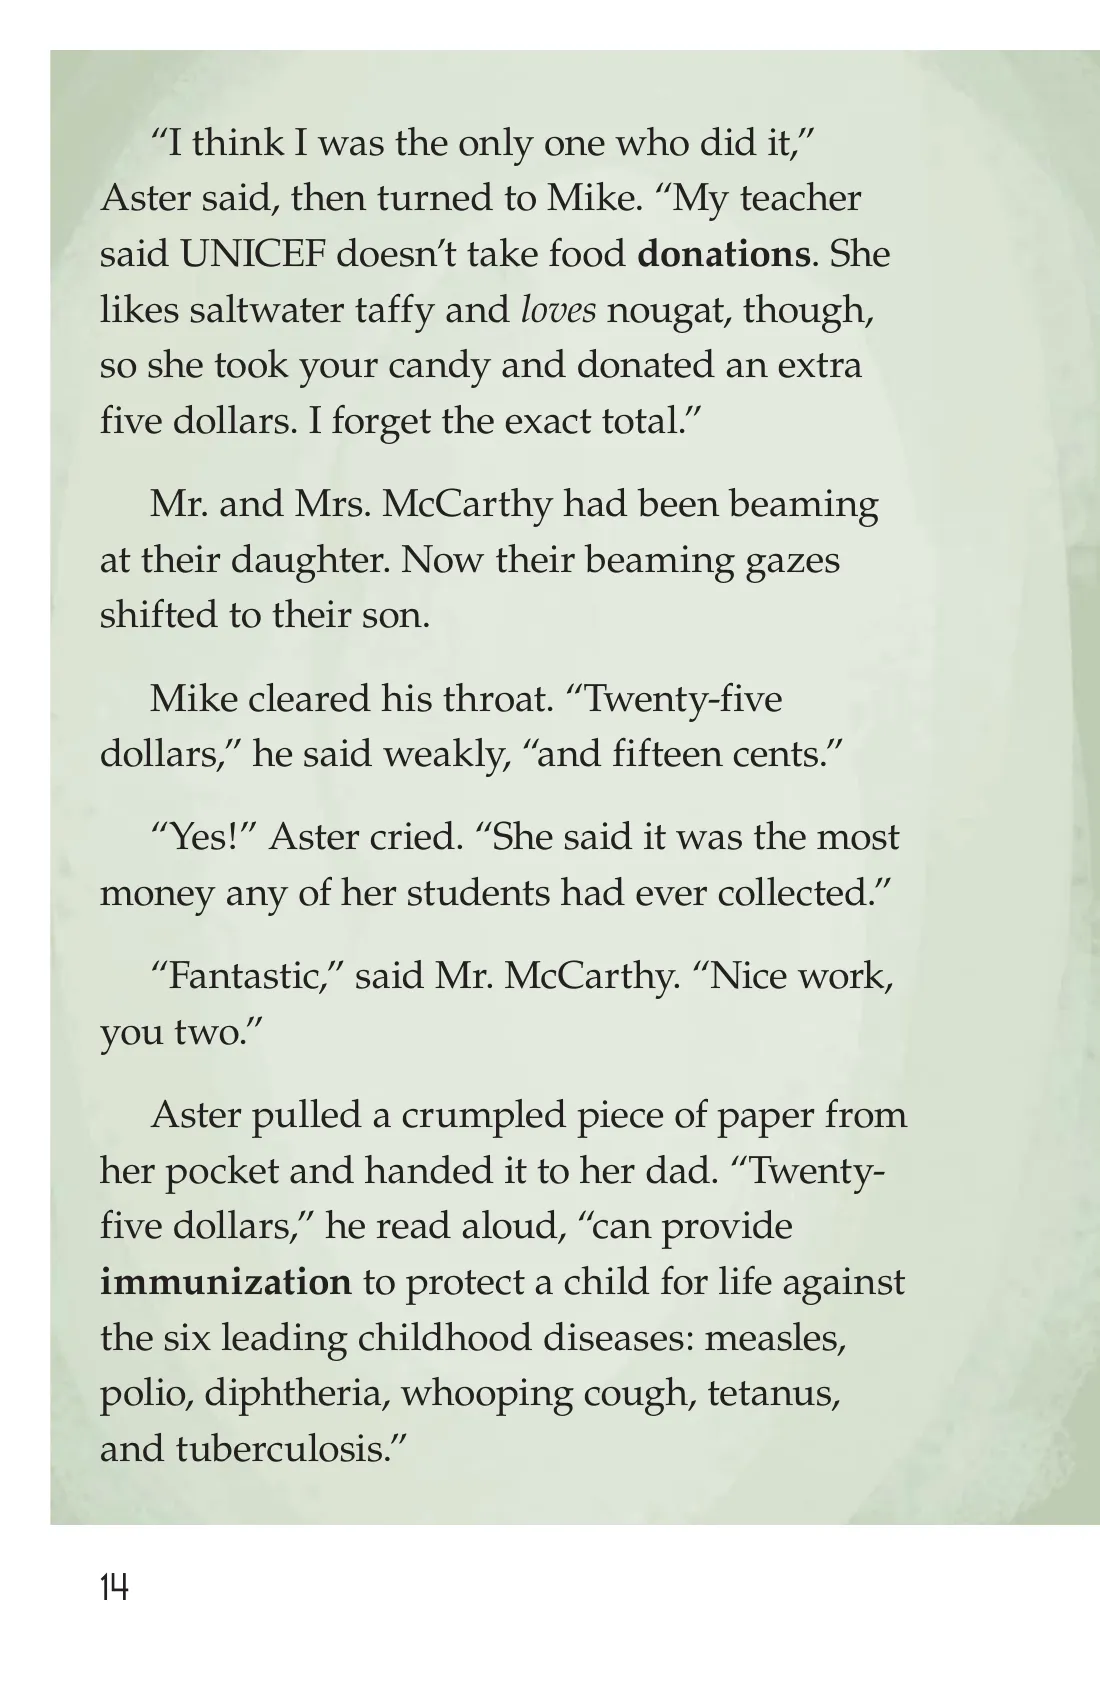 “I think I was the only one who did it,”
Aster said, then turned to Mike. “My teacher
said UNICEF doesn’t take food donations. She
likes saltwater taffy and loves nougat, though,
so she took your candy and donated an extra
five dollars. I forget the exact total.”
Mr. and Mrs. McCarthy had been beaming
at their daughter. Now their beaming gazes
shifted to their son.
Mike cleared his throat. “Twenty-five
dollars,” he said weakly, “and fifteen cents.”
“Yes!” Aster cried. “She said it was the most
money any of her students had ever collected.”
“Fantastic,” said Mr. McCarthy. “Nice work,
you two.”
Aster pulled a crumpled piece of paper from
her pocket and handed it to her dad. “Twenty-
five dollars,” he read aloud, “can provide
immunization to protect a child for life against
the six leading childhood diseases: measles,
polio, diphtheria, whooping cough, tetanus,
and tuberculosis.”
14